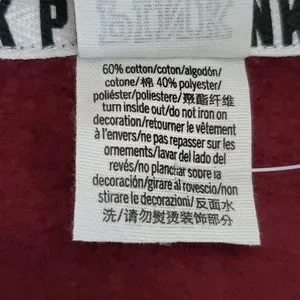 K P
PINK
NK
60% cotton/coton/algodón/
cotone/棉 40% polyester/
poliéster/poliestere/聚酯纤维
turn inside out/do not iron on
decoration/retourner le vêtement
à l'envers/ne pas repasser sur les
ornements/lavar del lado del
revés/no planchar sobre la
decoración/girare al rovescio/non
stirare le decorazioni/反面水
洗/请勿熨烫装饰部分